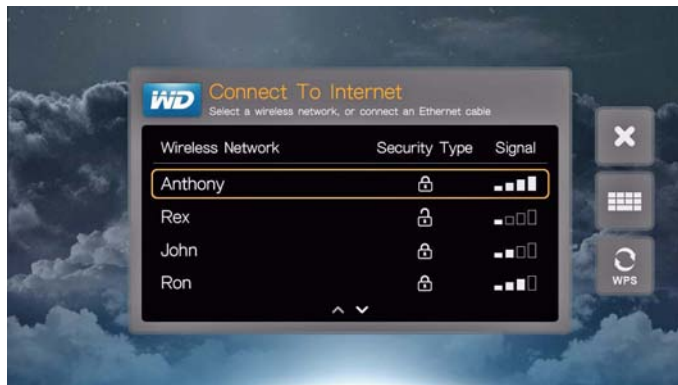 WD
Connect To Internet
Select a wireless network, or connect an Ethernet cable
Wireless Network Security Type Signal
Anthony
Rex
John
Ron
WPS